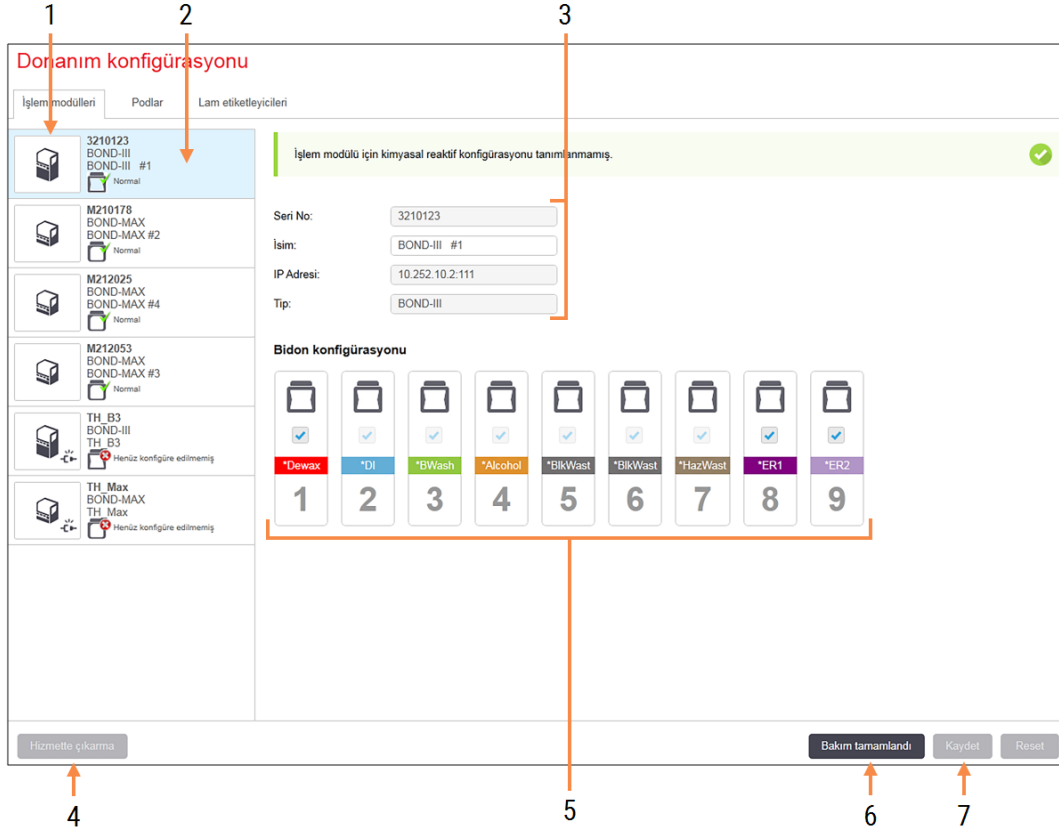 1 2 3
Donanım konfigürasyonu
İşlem modülleri Podlar Lam etiketleyicileri
3210123
BOND-III
BOND-III #1
Normal
M210178
BOND-MAX
BOND-MAX #2
Normal
M212025
BOND-MAX
BOND-MAX #4
Normal
M212053
BOND-MAX
BOND-MAX #3
Normal
TH_B3
BOND-III
TH_B3
Henüz konfigüre edilmemiş
TH_Max
BOND-MAX
TH_Max
Henüz konfigüre edilmemiş
İşlem modülü için kimyasal reaktif konfigürasyonu tanımlanmamış.
Seri No: 3210123
İsim: BOND-III #1
IP Adresi: 10.252.10.2:111
Tip: BOND-III
Bidon konfigürasyonu
*Dewax *DI *BWash *Alcohol *BlkWast *BlkWast *HazWast *ER1 *ER2
1 2 3 4 5 6 7 8 9
Hizmette çıkarma Bakım tamamlandı Kaydet Reset
4 5 6 7